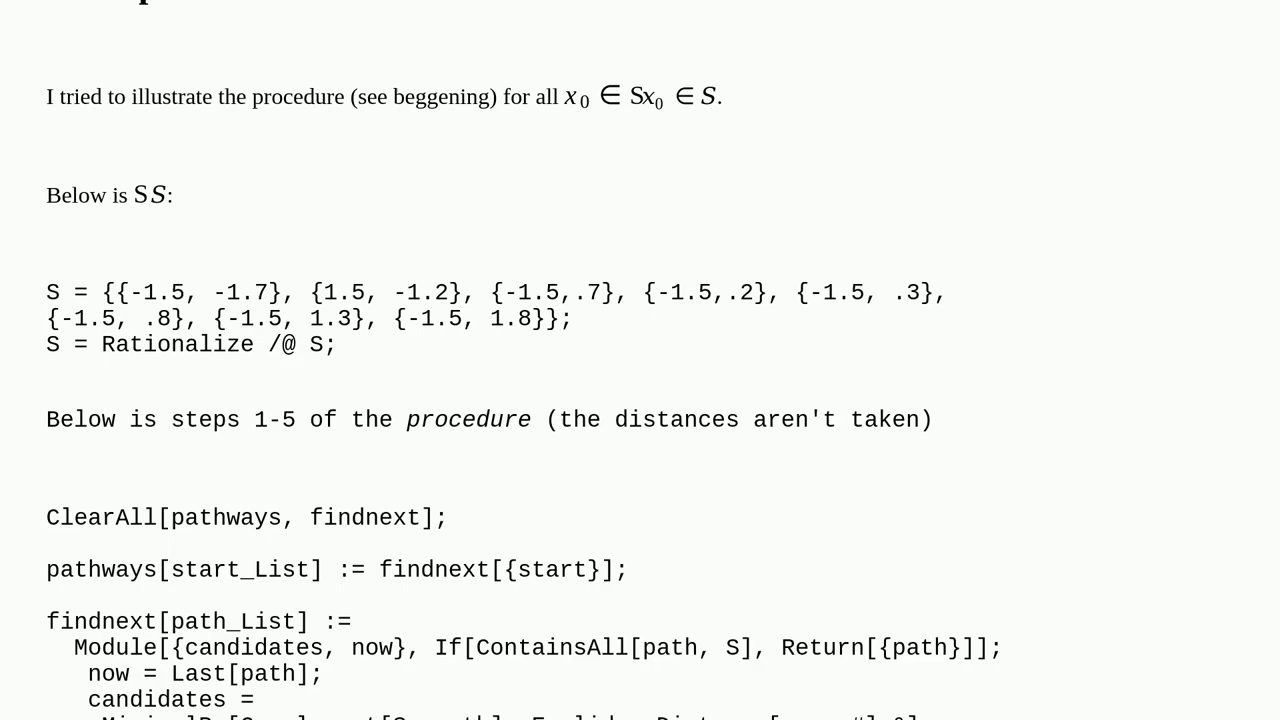 I tried to illustrate the procedure (see beggening) for all x0 ∈ Sx0 ∈ S.
Below is SS:
S = {{-1.5, -1.7}, {1.5, -1.2}, {-1.5,.7}, {-1.5,.2}, {-1.5, .3},
{-1.5, .8}, {-1.5, 1.3}, {-1.5, 1.8}};
S = Rationalize /@ S;
Below is steps 1-5 of the procedure (the distances aren't taken)
ClearAll[pathways, findnext];
pathways[start_List] := findnext[{start}];
findnext[path_List] :=
Module[{candidates, now}, If[ContainsAll[path, S], Return[{path}]];
now = Last[path];
candidates =